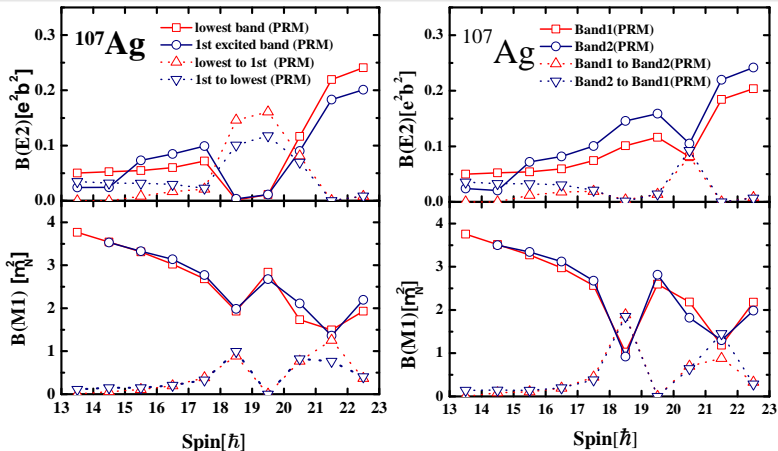 ¹⁰⁷Ag
lowest band (PRM)
1st excited band (PRM)
lowest to 1st (PRM)
1st to lowest (PRM)
B(E2)[e²b²]
0.3
0.2
0.1
0.0
B(M1) [m²N]
4
3
2
1
0
13 14 15 16 17 18 19 20 21 22 23
Spin[ℏ]
¹⁰⁷Ag
Band1(PRM)
Band2(PRM)
Band1 to Band2(PRM)
Band2 to Band1(PRM)
B(E2)[e²b²]
0.3
0.2
0.1
0.0
B(M1)[m²N]
4
3
2
1
0
13 14 15 16 17 18 19 20 21 22 23
Spin[ℏ]